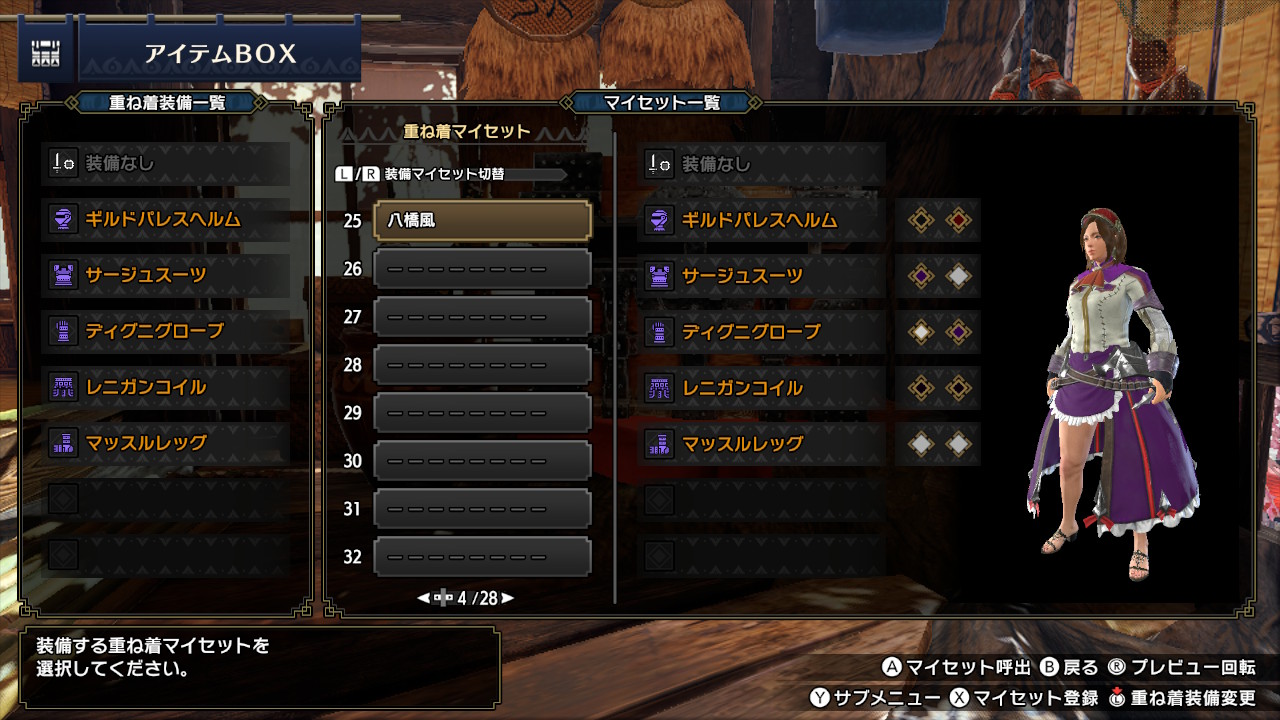 アイテムBOX
重ね着装備一覧
装備なし
ギルドパレスヘルム
サージュスーツ
ディグニグローブ
レニガンコイル
マッスルレッグ
マイセット一覧
重ね着マイセット
L/R 装備マイセット切替
25 八橋風
26 --------
27 --------
28 --------
29 --------
30 --------
31 --------
32 --------
4/28
装備なし
ギルドパレスヘルム
サージュスーツ
ディグニグローブ
レニガンコイル
マッスルレッグ
装備する重ね着マイセットを
選択してください。
A マイセット呼出 B 戻る R プレビュー回転
Y サブメニュー X マイセット登録 L 重ね着装備変更